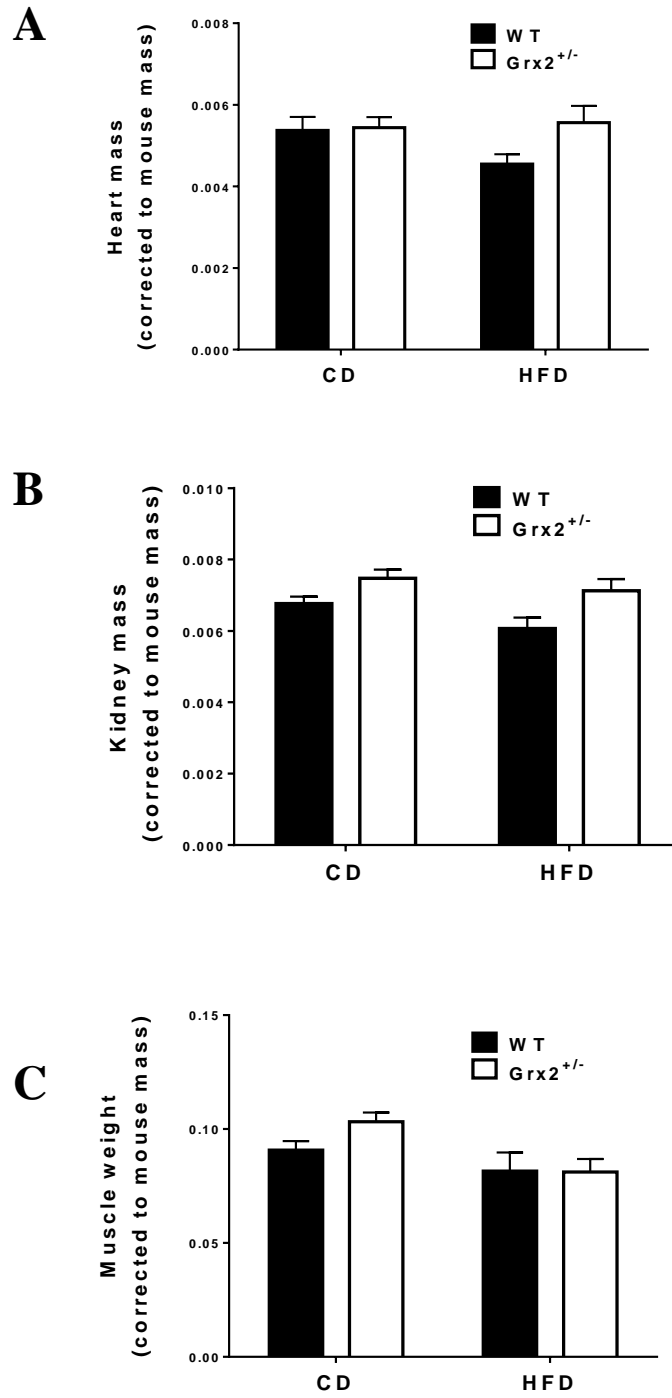 A
Heart mass
(corrected to mouse mass)
0.008
0.006
0.004
0.002
0.000
WT
Grx2+/-
CD HFD
B
Kidney mass
(corrected to mouse mass)
0.010
0.008
0.006
0.004
0.002
0.000
WT
Grx2+/-
CD HFD
C
Muscle weight
(corrected to mouse mass)
0.15
0.10
0.05
0.00
WT
Grx2+/-
CD HFD